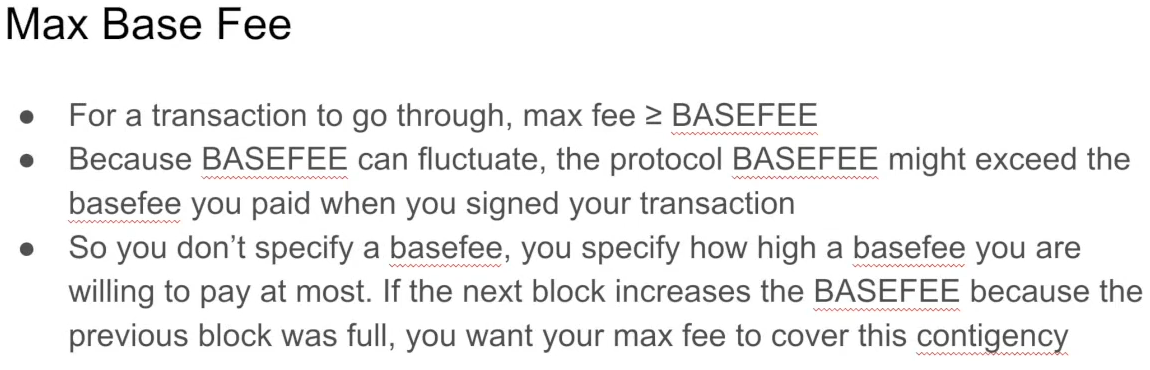 Max Base Fee
● For a transaction to go through, max fee ≥ BASEFEE
● Because BASEFEE can fluctuate, the protocol BASEFEE might exceed the
basefee you paid when you signed your transaction
● So you don’t specify a basefee, you specify how high a basefee you are
willing to pay at most. If the next block increases the BASEFEE because the
previous block was full, you want your max fee to cover this contigency